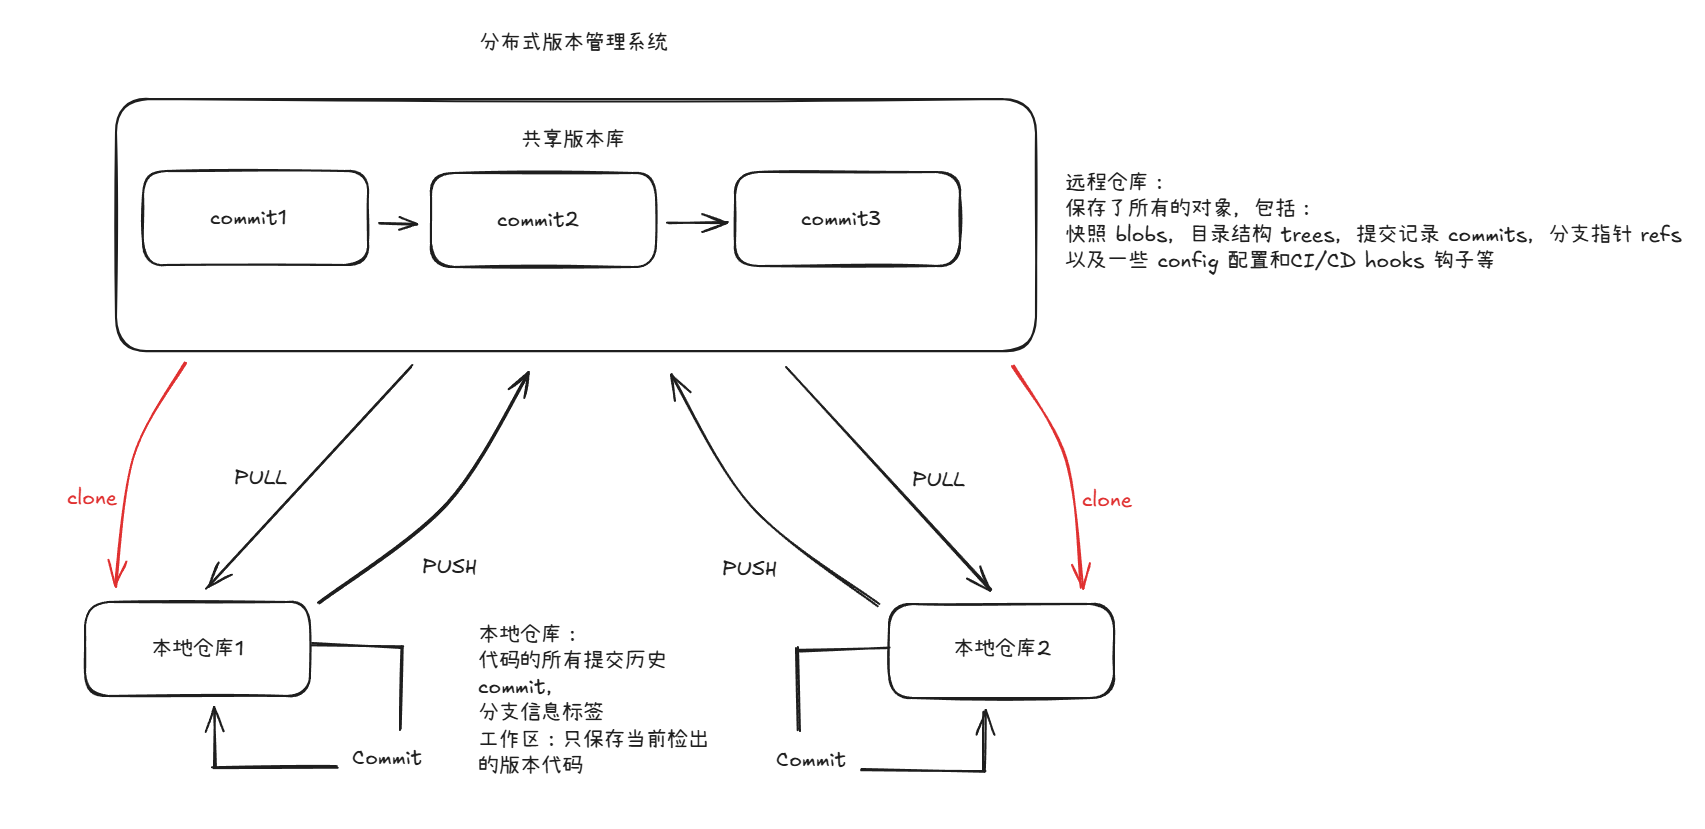 分布式版本管理系统
共享版本库
commit1
commit2
commit3
远程仓库：
保存了所有的对象，包括：
快照 blobs，目录结构 trees，提交记录 commits，分支指针 refs
以及一些 config 配置和CI/CD hooks 钩子等
clone
PULL
PUSH
PUSH
PULL
clone
本地仓库1
本地仓库：
代码的所有提交历史
commit，
分支信息标签
工作区：只保存当前检出
的版本代码
本地仓库2
Commit
Commit